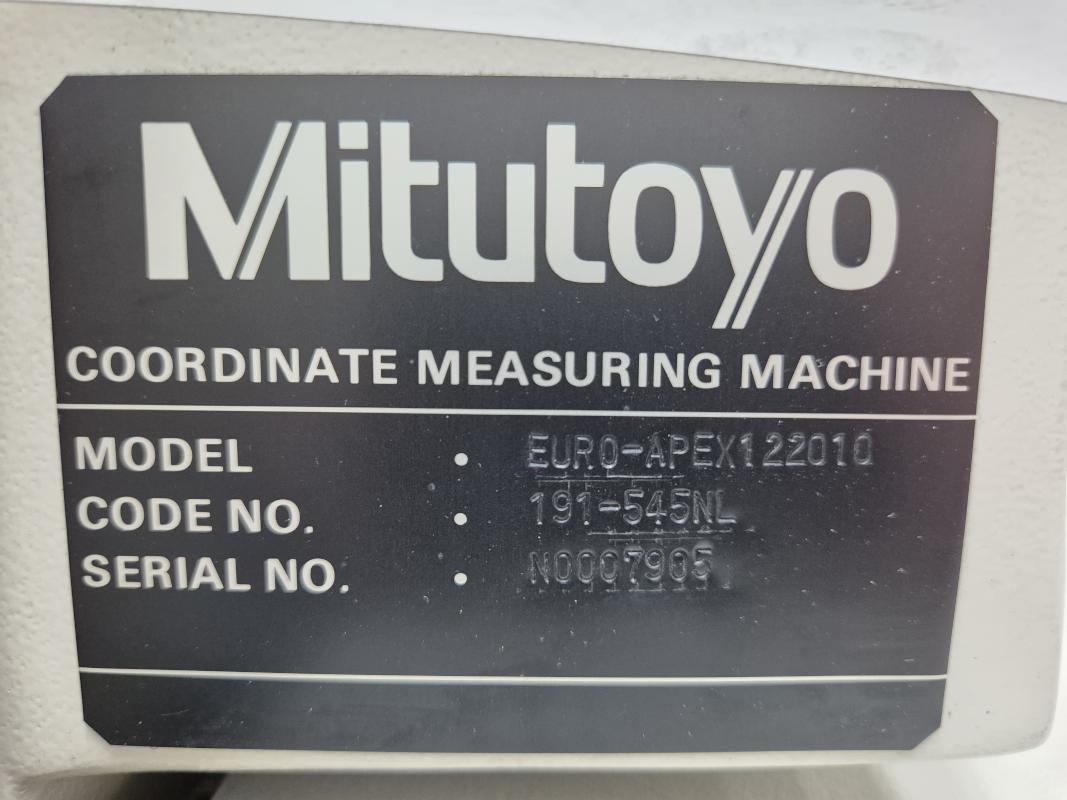 Mitutoyo
COORDINATE MEASURING MACHINE
MODEL : EURO-APEX122010
CODE NO. : 191-545NL
SERIAL NO. : N0007905